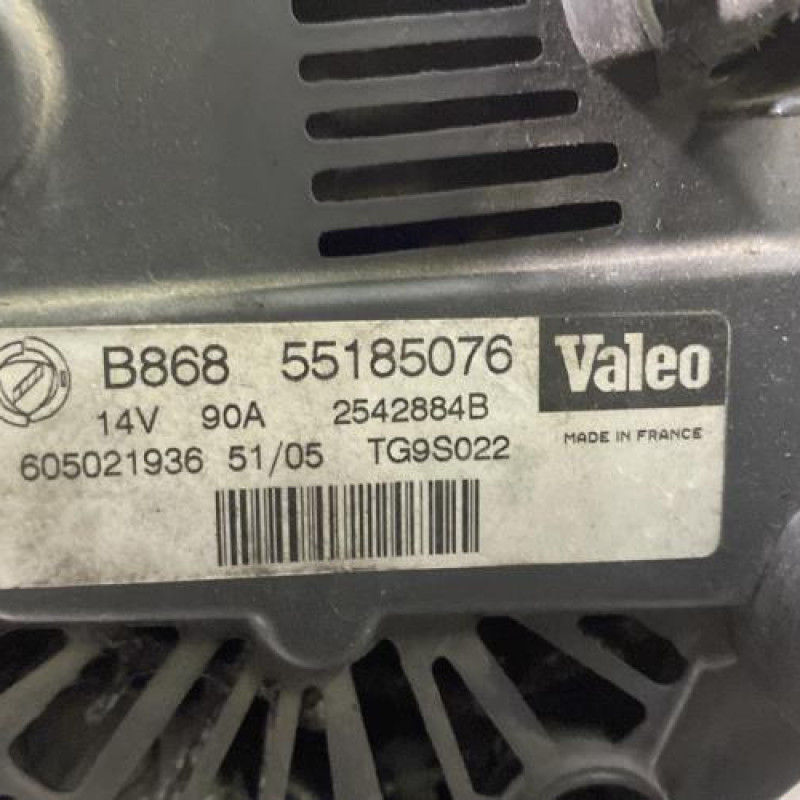 B868 55185076
Valeo
14V 90A 2542884B
MADE IN FRANCE
605021936 51/05 TG9S022